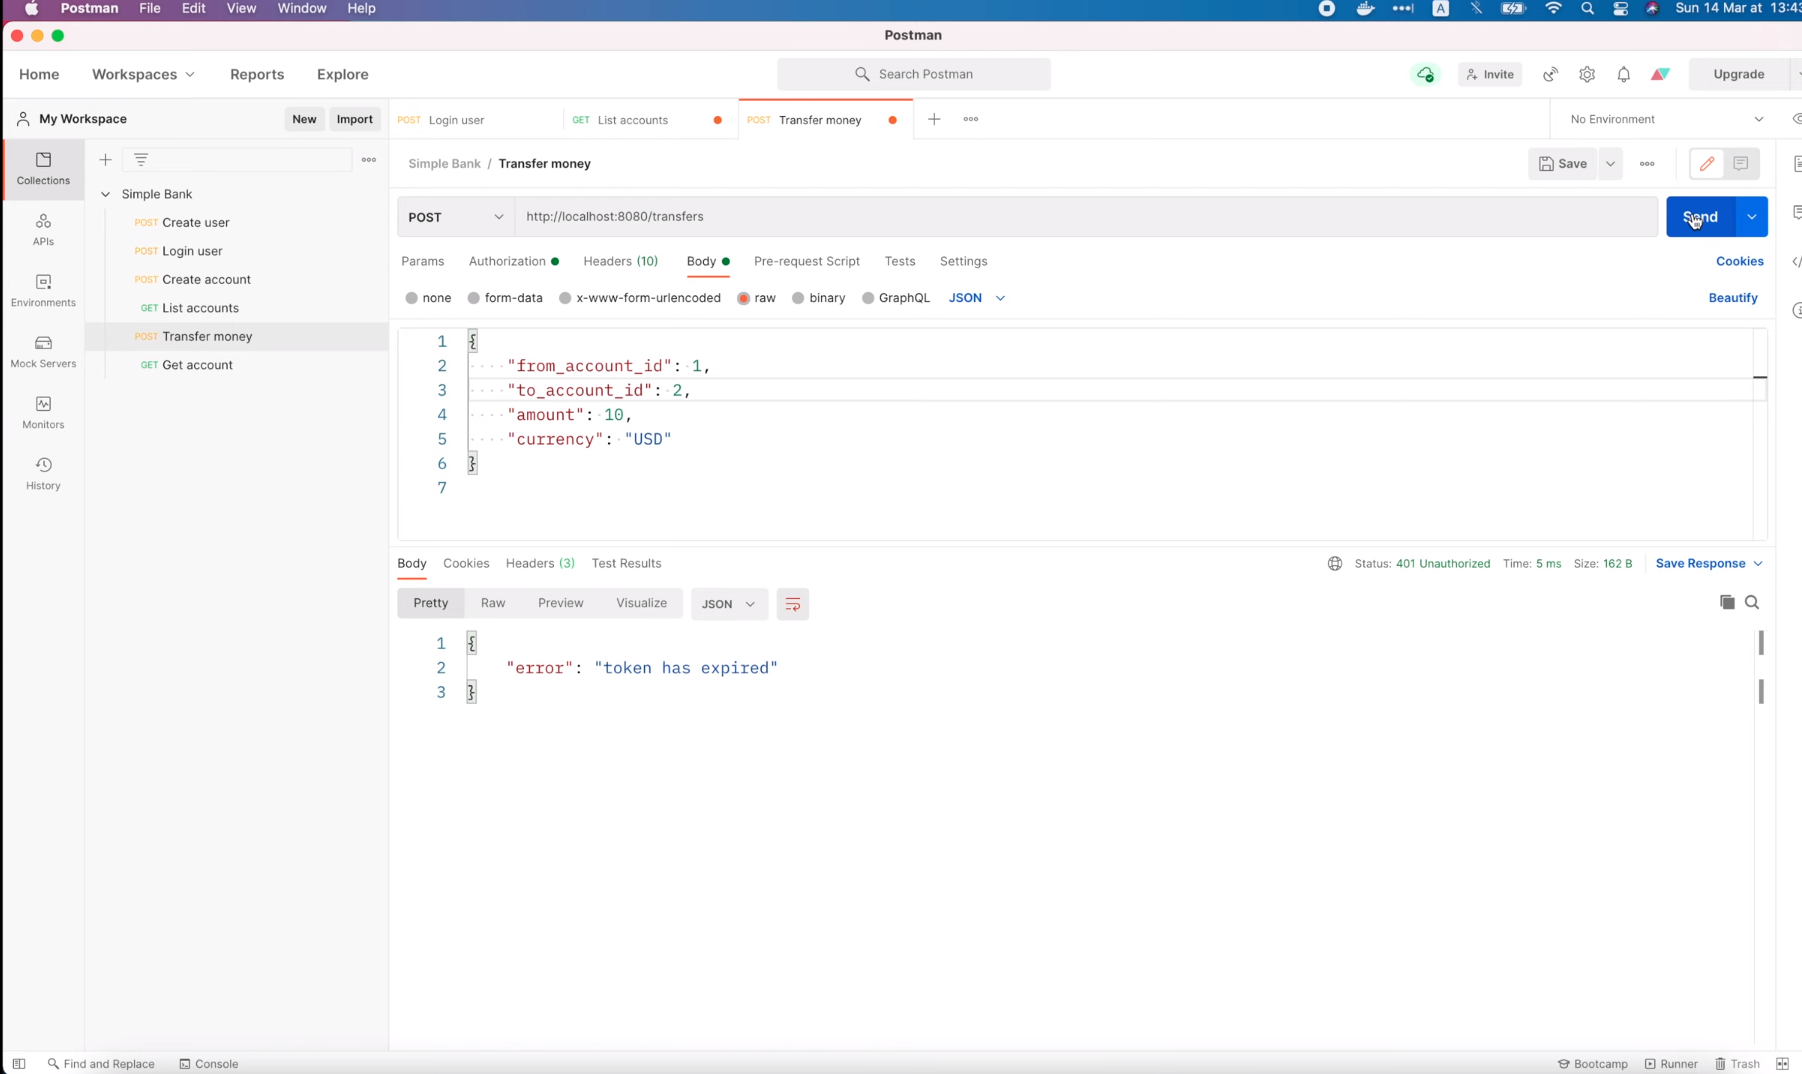 Postman File Edit View Window Help A Sun 14 Mar at 13:43
Postman
Home Workspaces Reports Explore Search Postman Invite Upgrade
My Workspace New Import POST Login user GET List accounts POST Transfer money No Environment
Collections
APIs
Environments
Mock Servers
Monitors
History
Simple Bank
POST Create user
POST Login user
POST Create account
GET List accounts
POST Transfer money
GET Get account
Simple Bank / Transfer money Save
POST http://localhost:8080/transfers Send
Params Authorization Headers (10) Body Pre-request Script Tests Settings Cookies
none form-data x-www-form-urlencoded raw binary GraphQL JSON Beautify
1 {
2 "from_account_id": 1,
3 "to_account_id": 2,
4 "amount": 10,
5 "currency": "USD"
6 }
7
Body Cookies Headers (3) Test Results Status: 401 Unauthorized Time: 5 ms Size: 162 B Save Response
Pretty Raw Preview Visualize JSON
1 {
2 "error": "token has expired"
3 }
Find and Replace Console Bootcamp Runner Trash